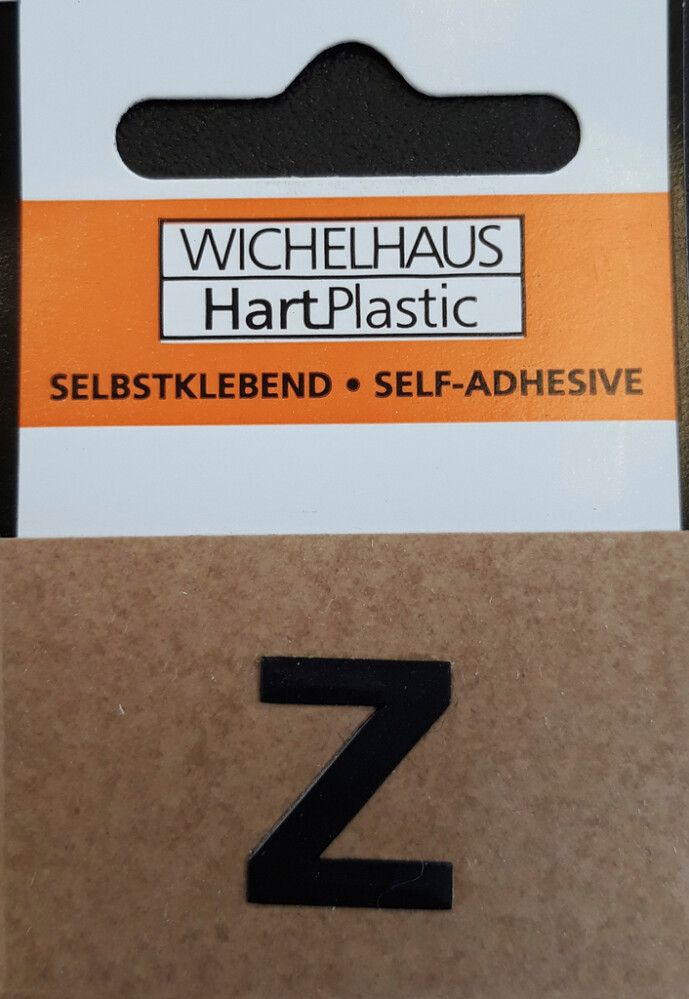 WICHELHAUS
HartPlastic
SELBSTKLEBEND • SELF-ADHESIVE
Z